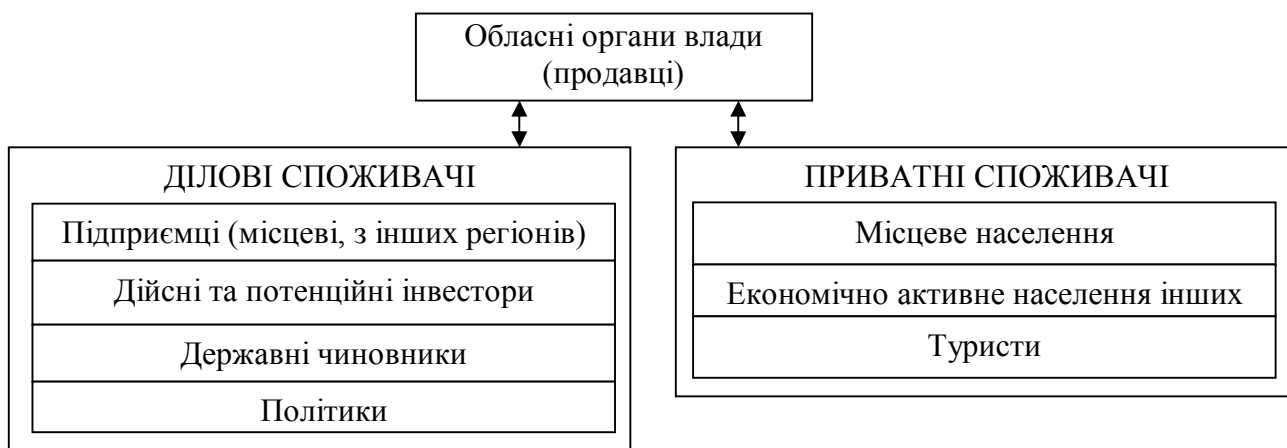 Обласні органи влади
(продавці)
ДІЛОВІ СПОЖИВАЧІ
Підприємці (місцеві, з інших регіонів)
Дійсні та потенційні інвестори
Державні чиновники
Політики
ПРИВАТНІ СПОЖИВАЧІ
Місцеве населення
Економічно активне населення інших
Туристи